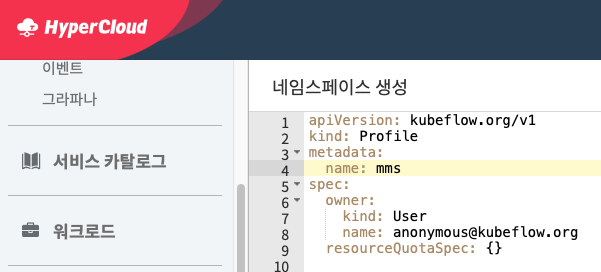 HyperCloud
이벤트
그라파나
서비스 카탈로그
워크로드
네임스페이스 생성
1 apiVersion: kubeflow.org/v1
2 kind: Profile
3 metadata:
4   name: mms
5 spec:
6   owner:
7     kind: User
8     name: anonymous@kubeflow.org
9   resourceQuotaSpec: {}
10